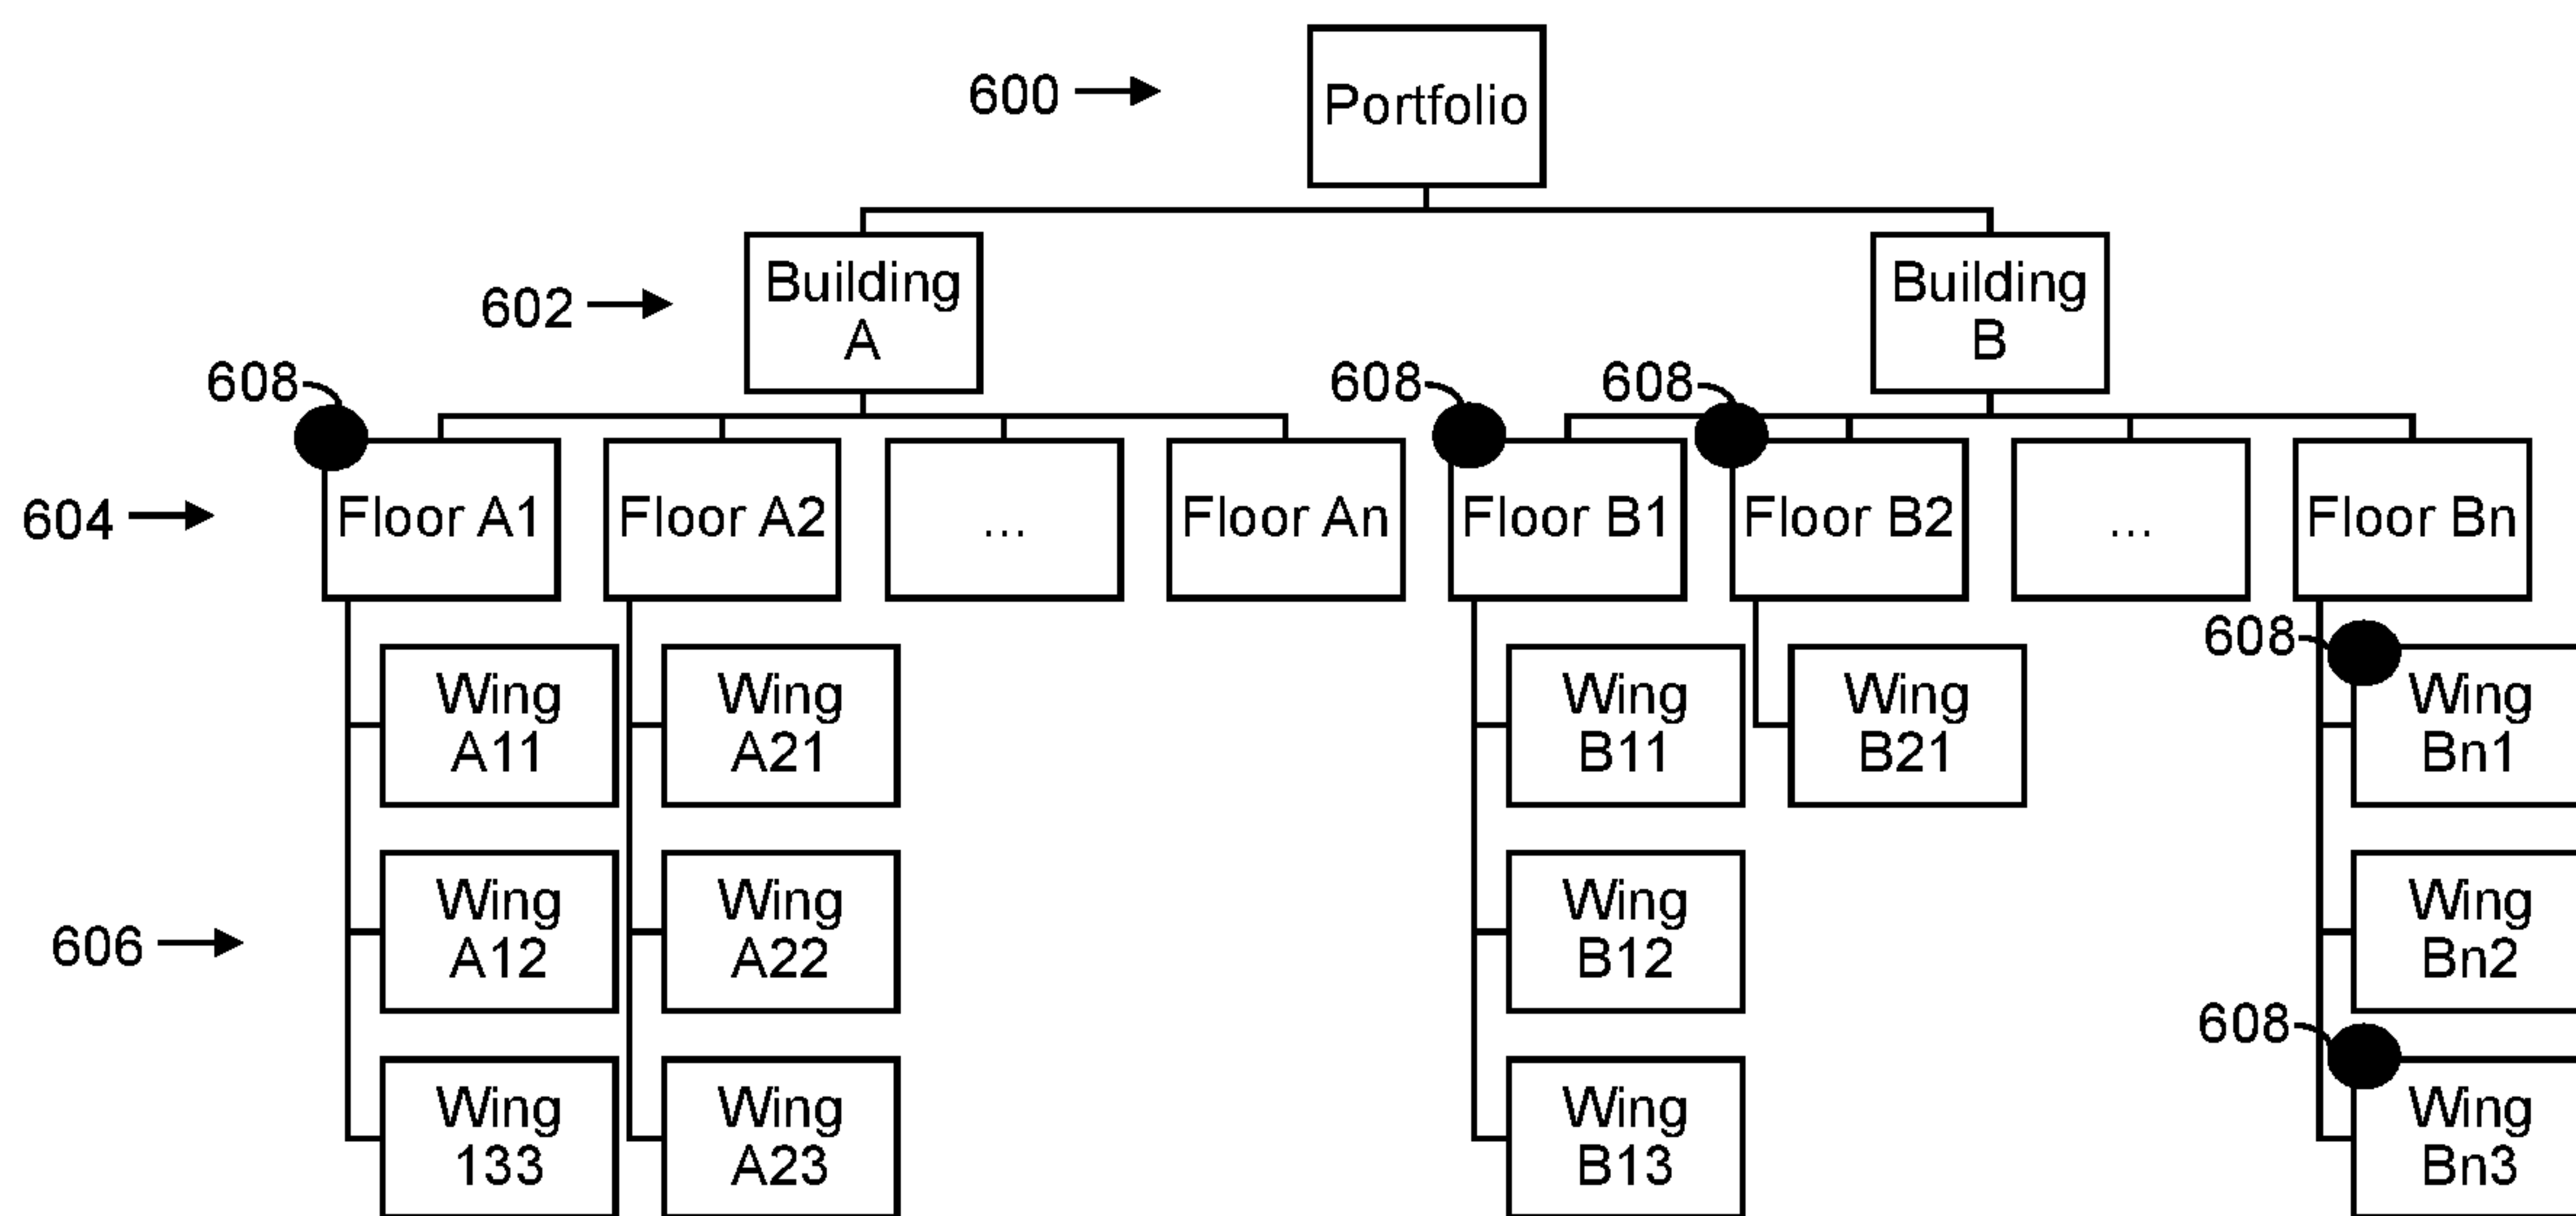 600
Portfolio
602
Building
A
Building
B
608
608
608
604
Floor A1
Floor A2
...
Floor An
Floor B1
Floor B2
...
Floor Bn
608
Wing
A11
Wing
A21
Wing
B11
Wing
B21
Wing
Bn1
606
Wing
A12
Wing
A22
Wing
B12
Wing
Bn2
608
Wing
133
Wing
A23
Wing
B13
Wing
Bn3